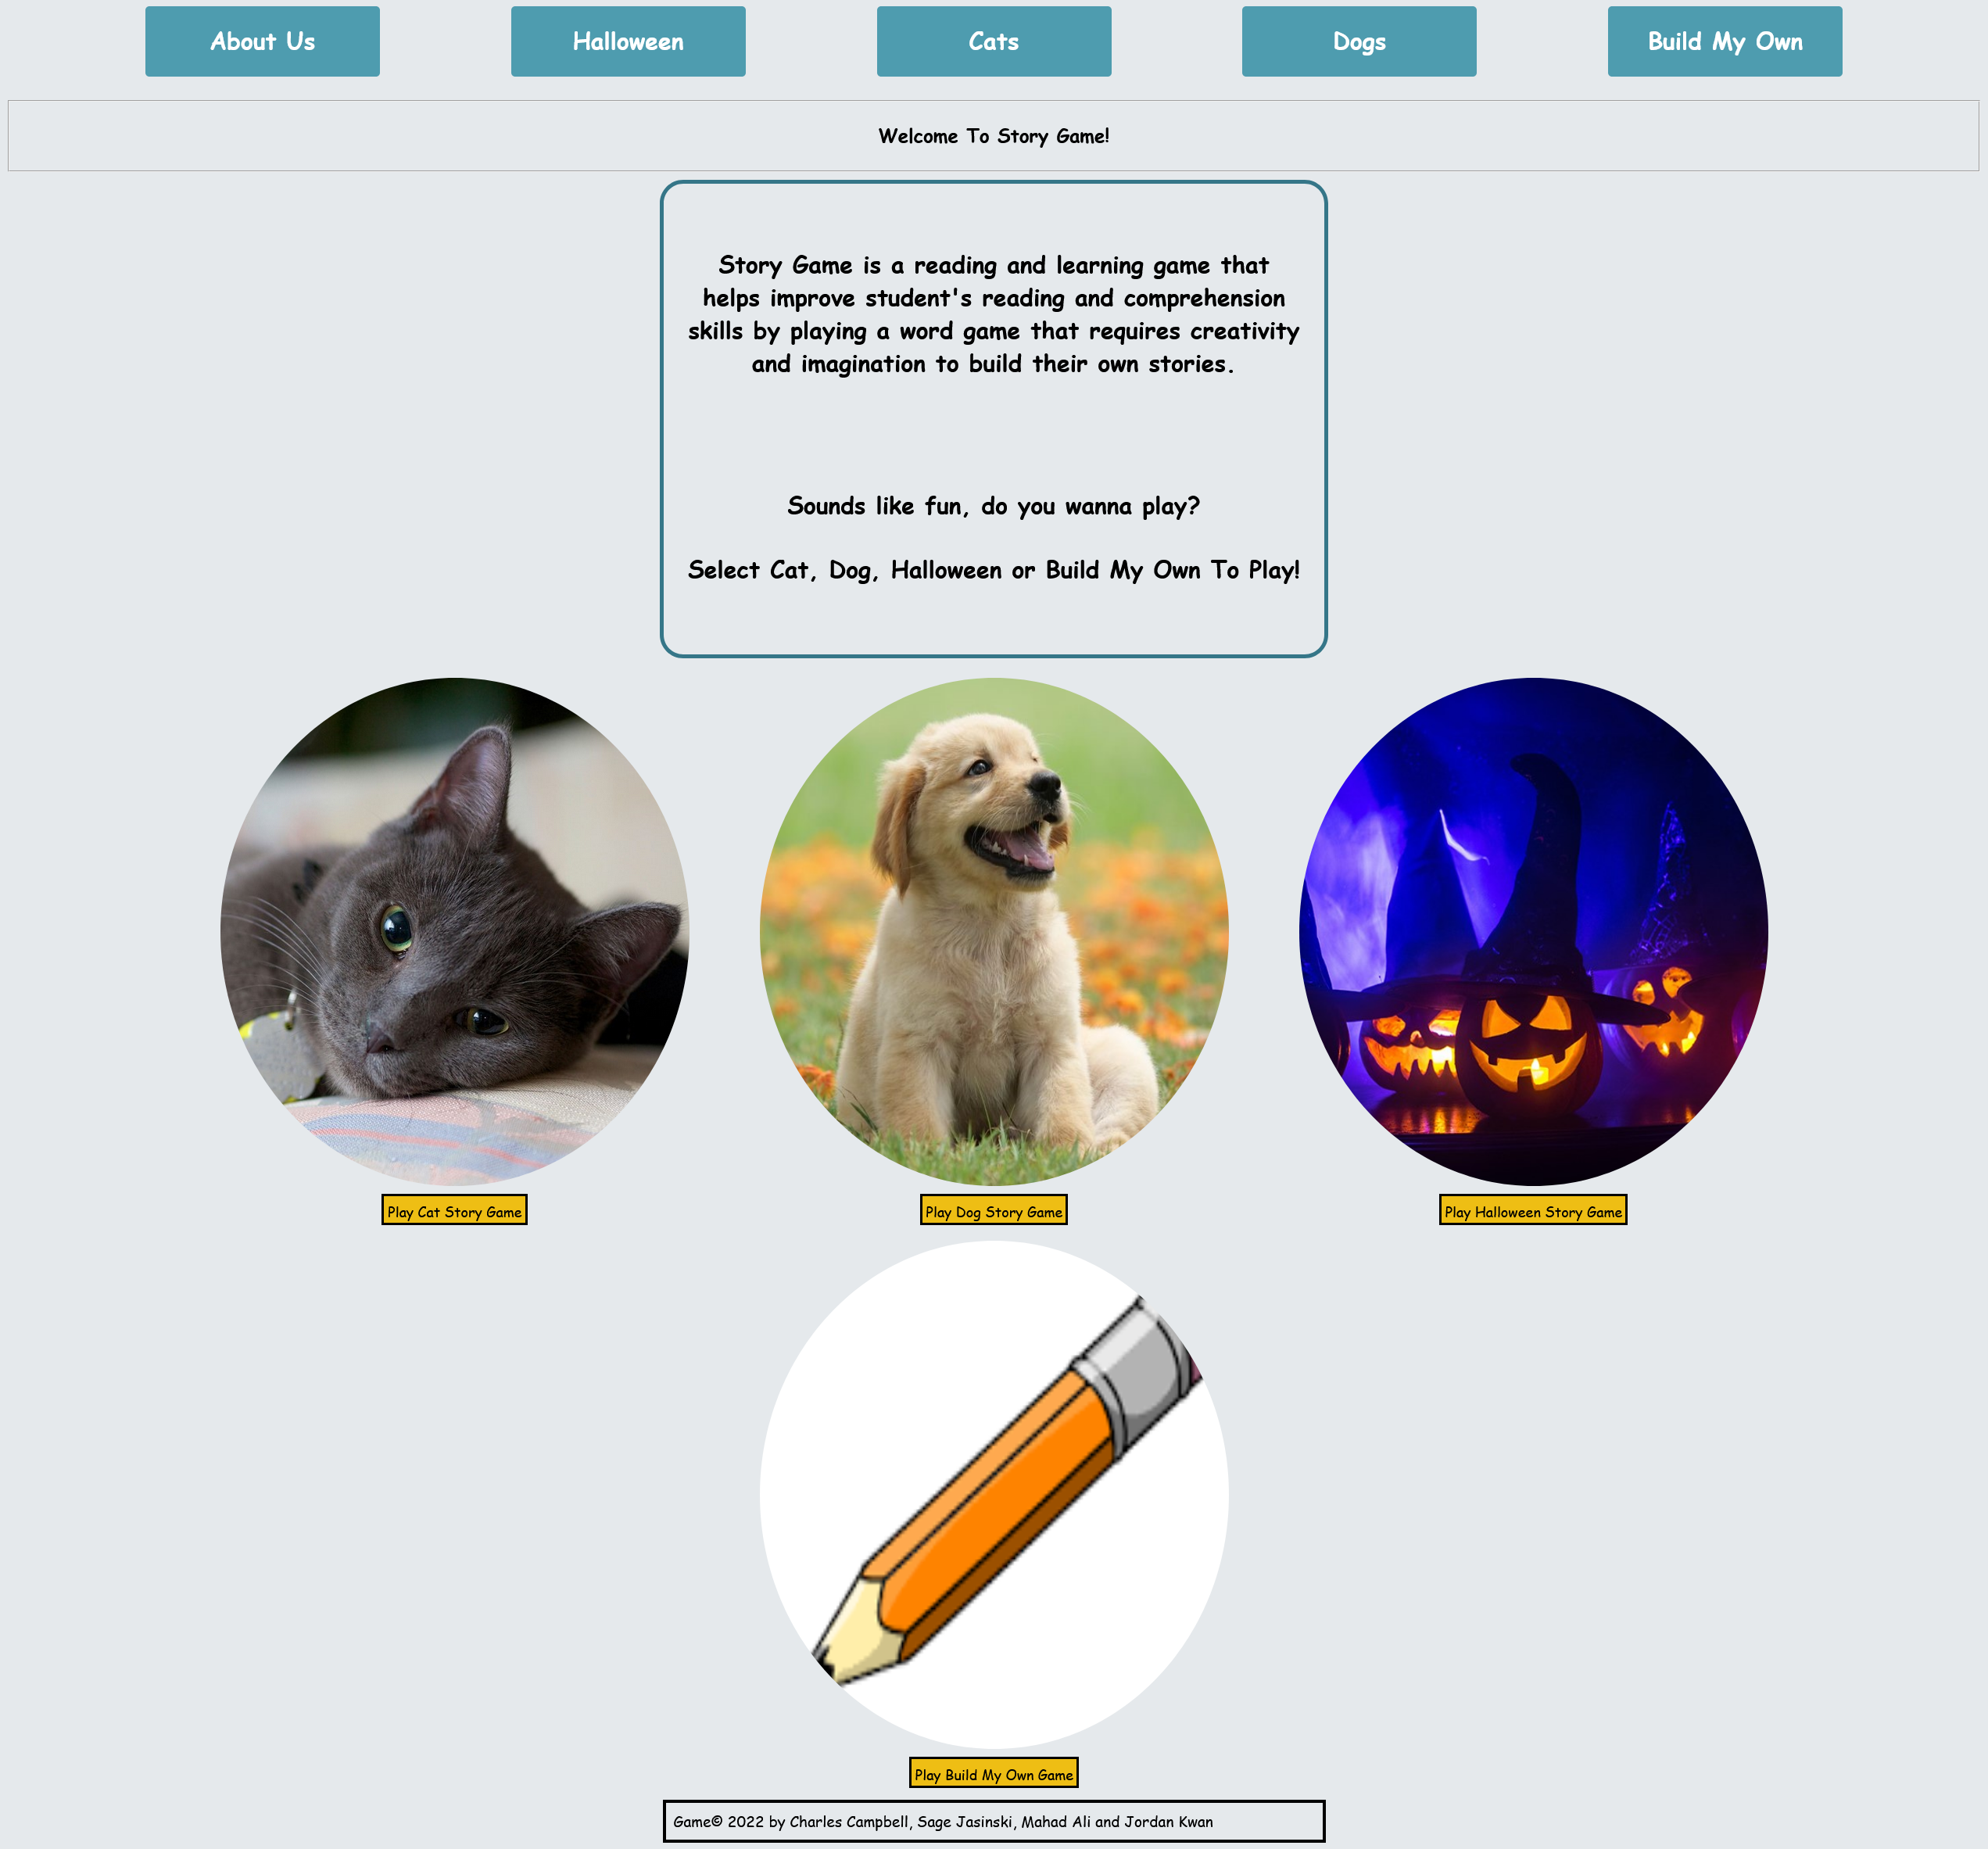 About Us
Halloween
Cats
Dogs
Build My Own
Welcome To Story Game!
Story Game is a reading and learning game that
helps improve student's reading and comprehension
skills by playing a word game that requires creativity
and imagination to build their own stories.
Sounds like fun, do you wanna play?
Select Cat, Dog, Halloween or Build My Own To Play!
Play Cat Story Game
Play Dog Story Game
Play Halloween Story Game
Play Build My Own Game
Game© 2022 by Charles Campbell, Sage Jasinski, Mahad Ali and Jordan Kwan